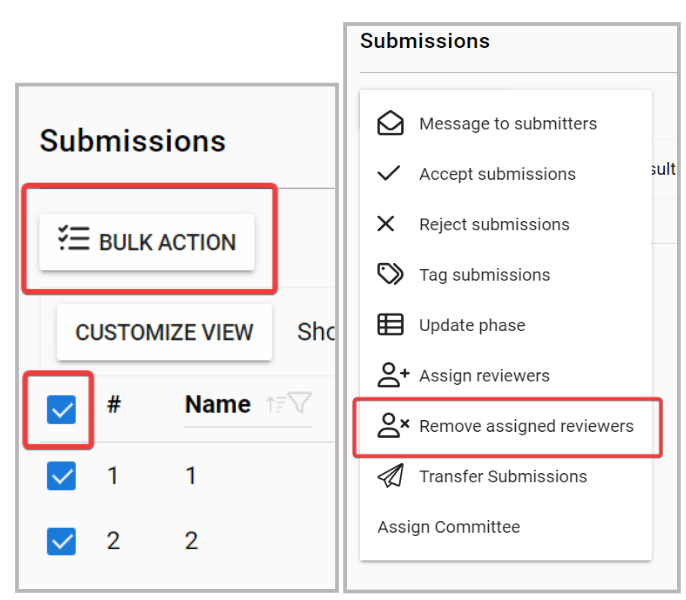 Submissions
BULK ACTION
CUSTOMIZE VIEW Sho
# Name
1 1
2 2
Submissions
Message to submitters
sult
Accept submissions
Reject submissions
Tag submissions
Update phase
Assign reviewers
Remove assigned reviewers
Transfer Submissions
Assign Committee